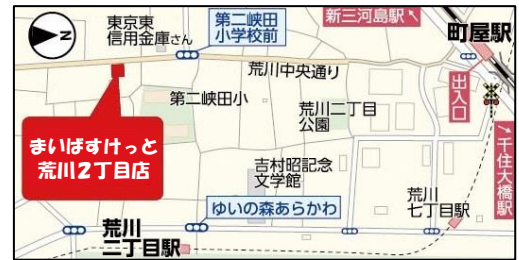 N
東京東
信用金庫さん
第二峡田
小学校前
新三河島駅
町屋駅
荒川中央通り
出入口
第二峡田小
荒川二丁目
公園
まいばすけっと
荒川2丁目店
千住大橋駅
吉村昭記念
文学館
ゆいの森あらかわ
荒川
七丁目駅
荒川
二丁目駅